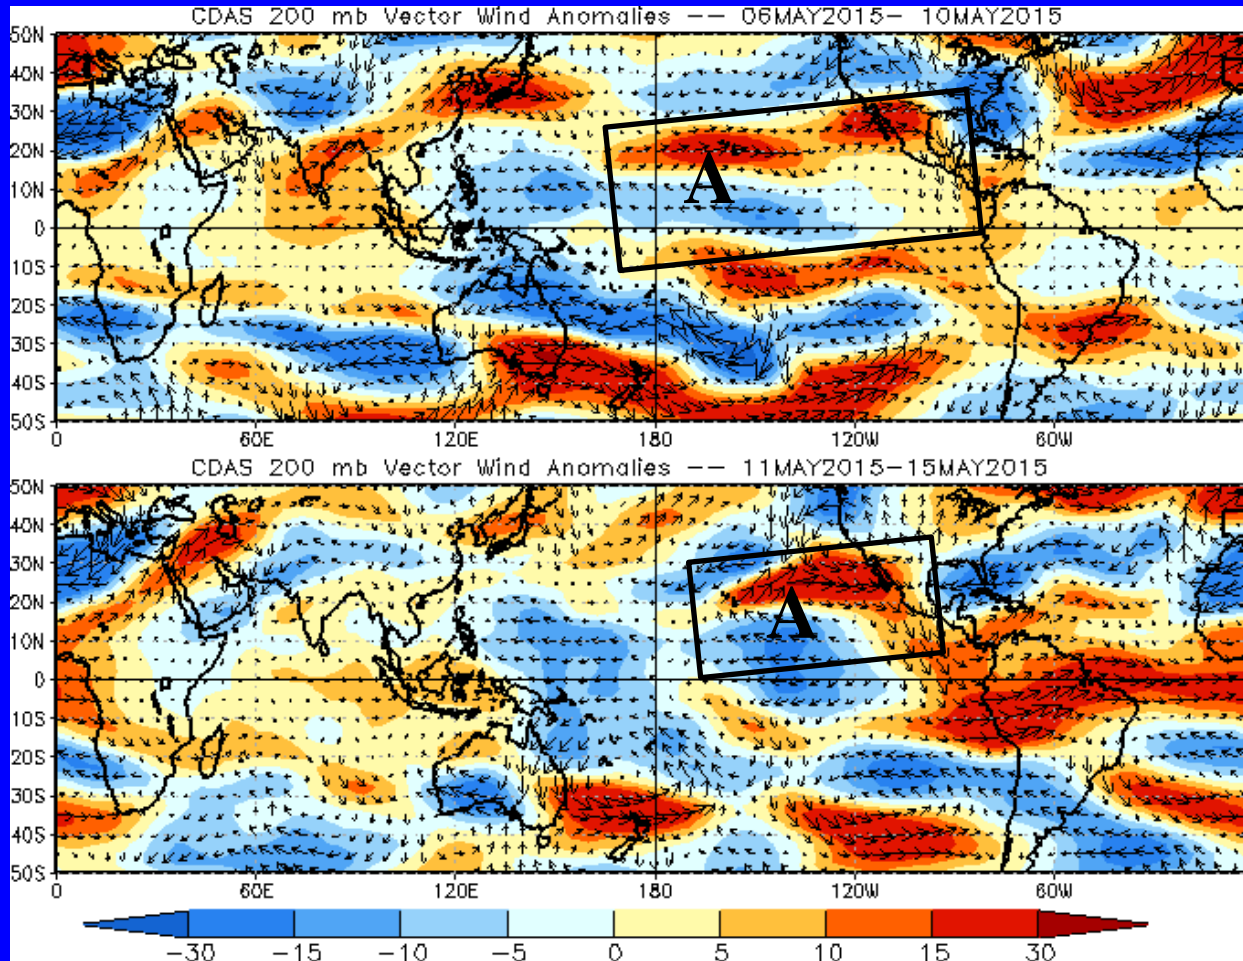 CDAS 200 mb Vector Wind Anomalies -- 06MAY2015- 10MAY2015
50N
40N
30N
20N
10N
0
10S
20S
30S
40S
50S
A
0 60E 120E 180 120W 60W
CDAS 200 mb Vector Wind Anomalies -- 11MAY2015-15MAY2015
50N
40N
30N
20N
10N
0
10S
20S
30S
40S
50S
A
0 60E 120E 180 120W 60W
-30 -15 -10 -5 0 5 10 15 30